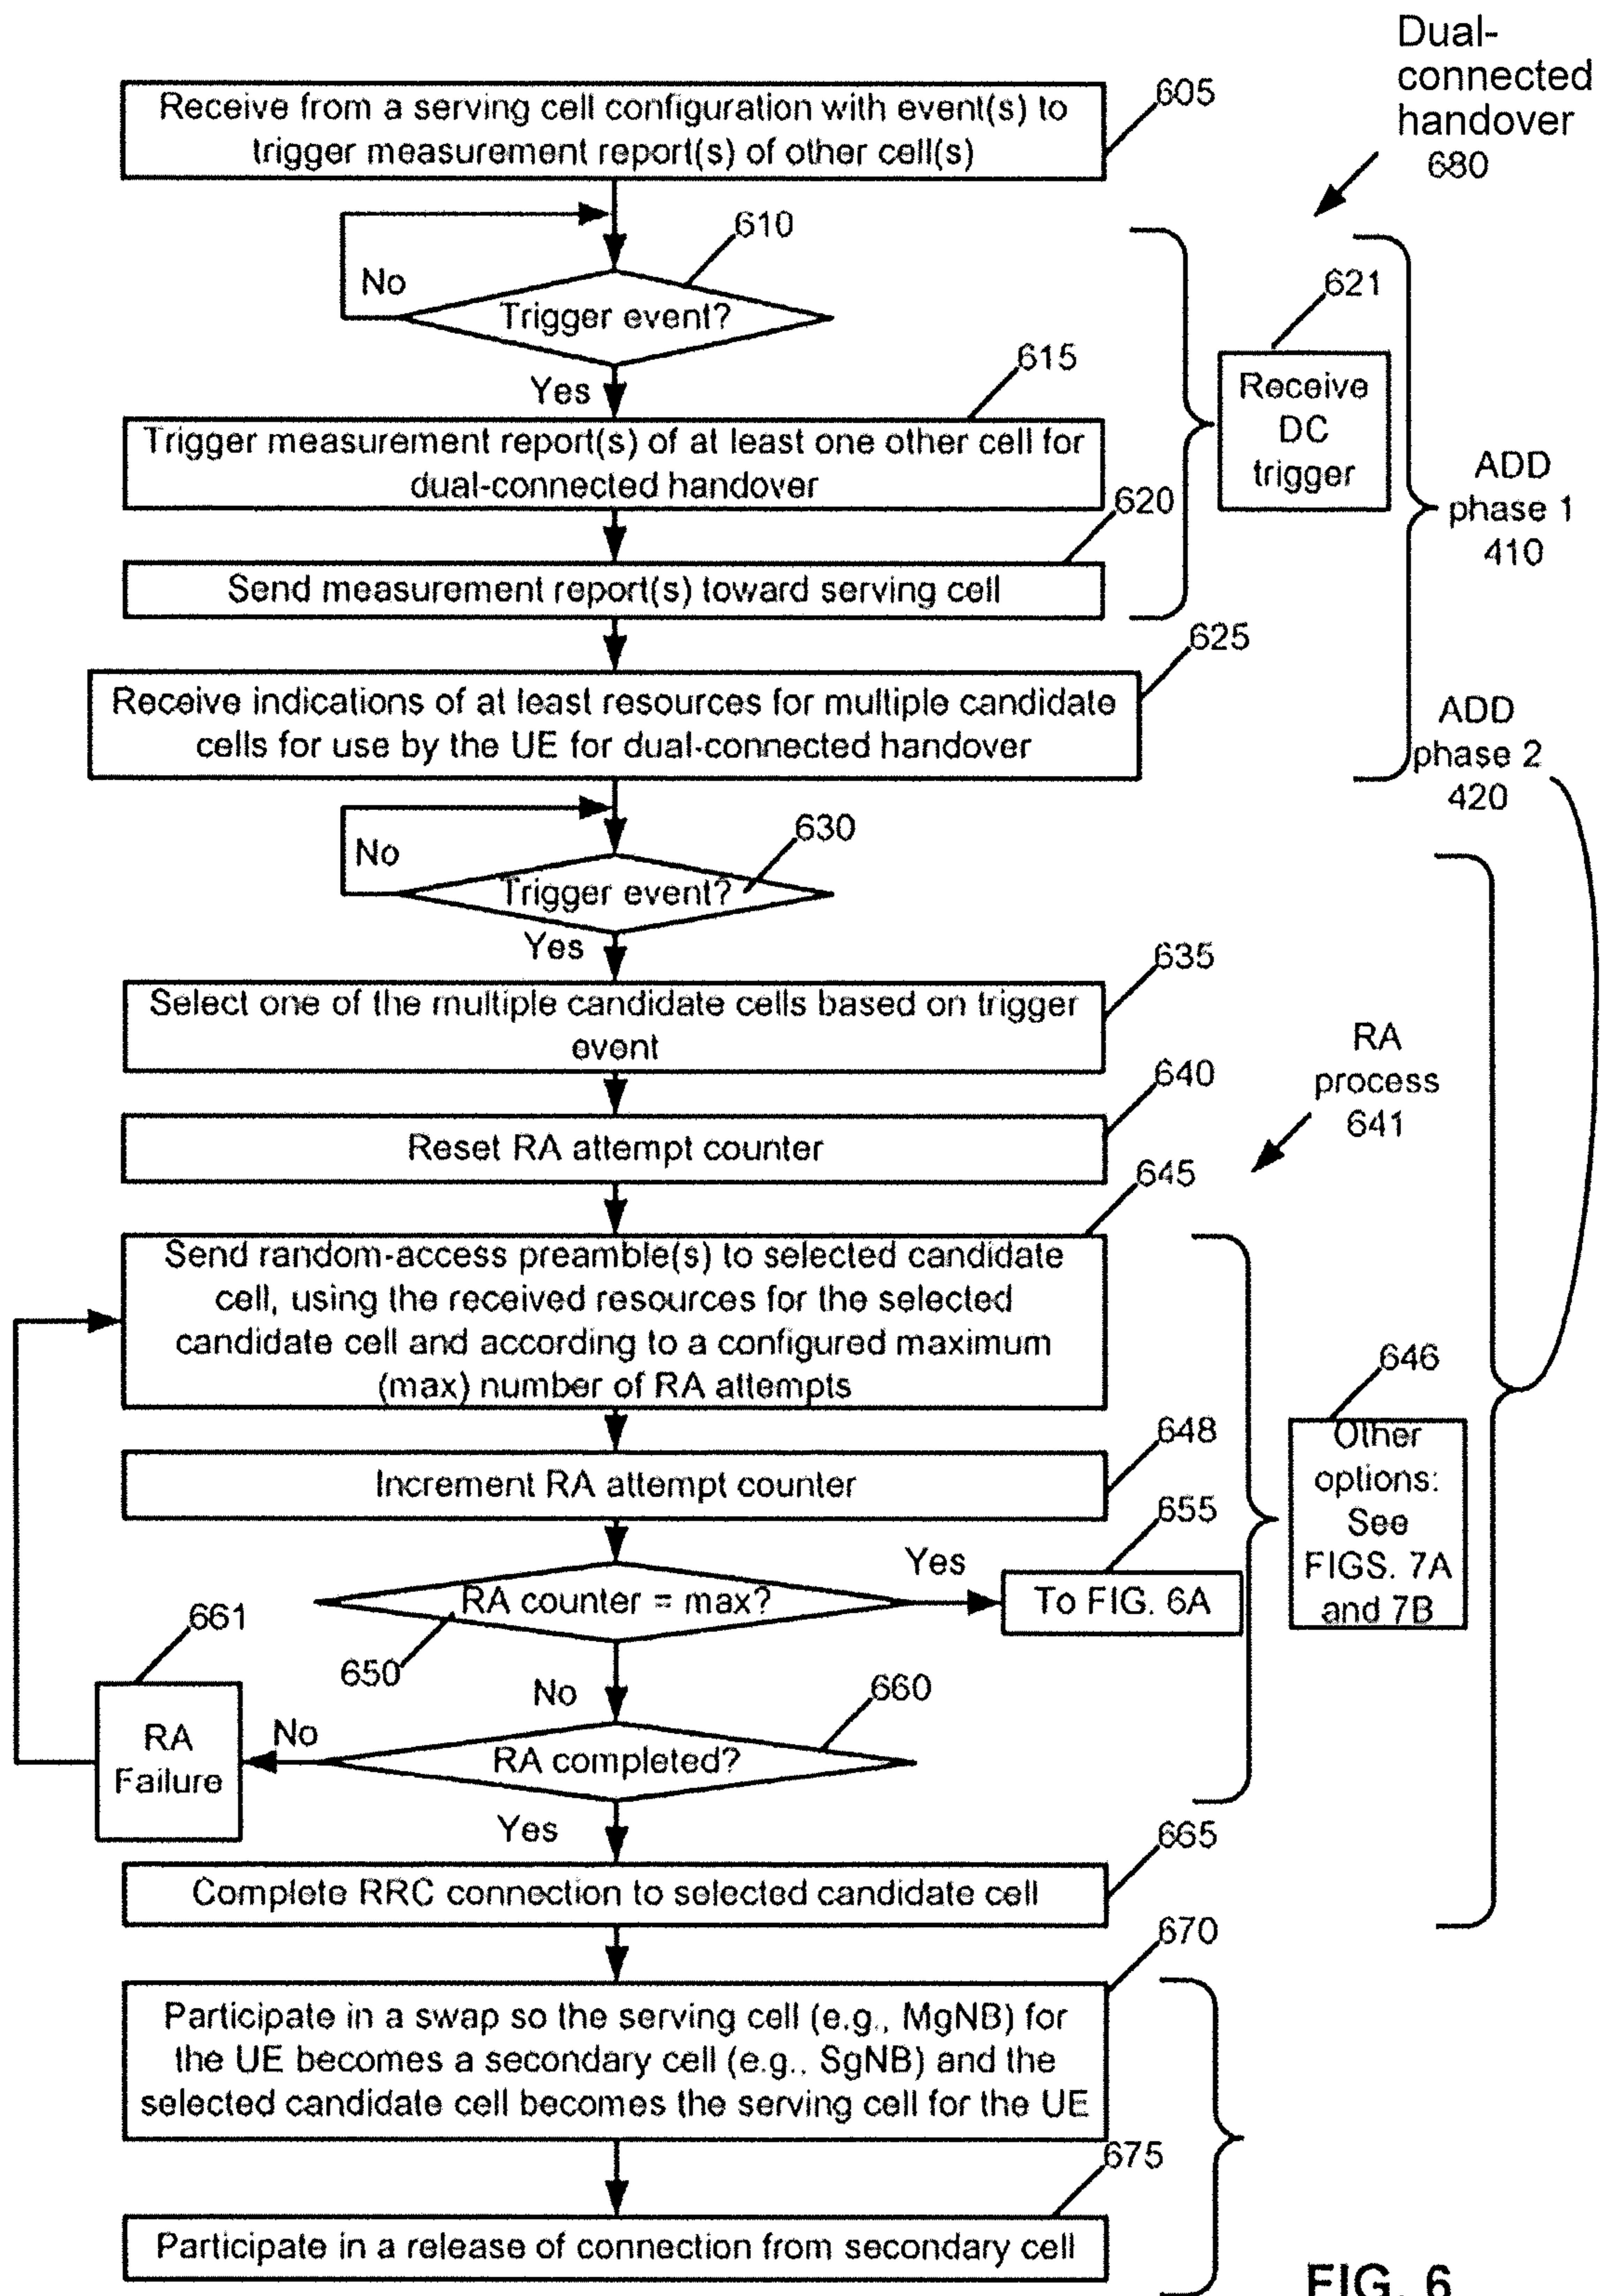 Dual-
connected
handover
680
Receive from a serving cell configuration with event(s) to
trigger measurement report(s) of other cell(s)
605
610
No
Trigger event?
Yes
621
Receive
DC
trigger
615
Trigger measurement report(s) of at least one other cell for
dual-connected handover
ADD
phase 1
410
620
Send measurement report(s) toward serving cell
625
Receive indications of at least resources for multiple candidate
cells for use by the UE for dual-connected handover
ADD
phase 2
420
630
No
Trigger event?
Yes
635
Select one of the multiple candidate cells based on trigger
event
RA
process
641
640
Reset RA attempt counter
645
Send random-access preamble(s) to selected candidate
cell, using the received resources for the selected
candidate cell and according to a configured maximum
(max) number of RA attempts
646
Other
options:
See
FIGS. 7A
and 7B
648
Increment RA attempt counter
655
Yes
RA counter = max?
To FIG. 6A
650
No
661
RA
Failure
No
660
RA completed?
Yes
665
Complete RRC connection to selected candidate cell
670
Participate in a swap so the serving cell (e.g., MgNB) for
the UE becomes a secondary cell (e.g., SgNB) and the
selected candidate cell becomes the serving cell for the UE
675
Participate in a release of connection from secondary cell
FIG. 6